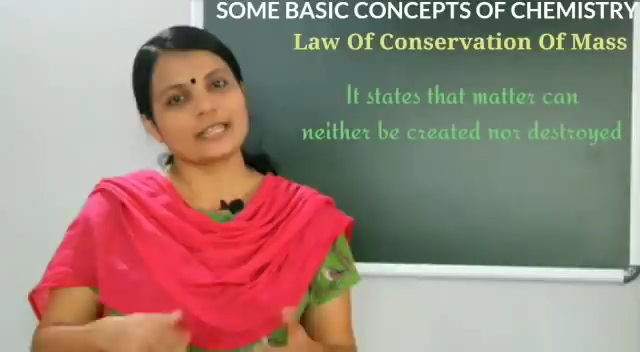 SOME BASIC CONCEPTS OF CHEMISTRY
Law Of Conservation Of Mass
It states that matter can
neither be created nor destroyed